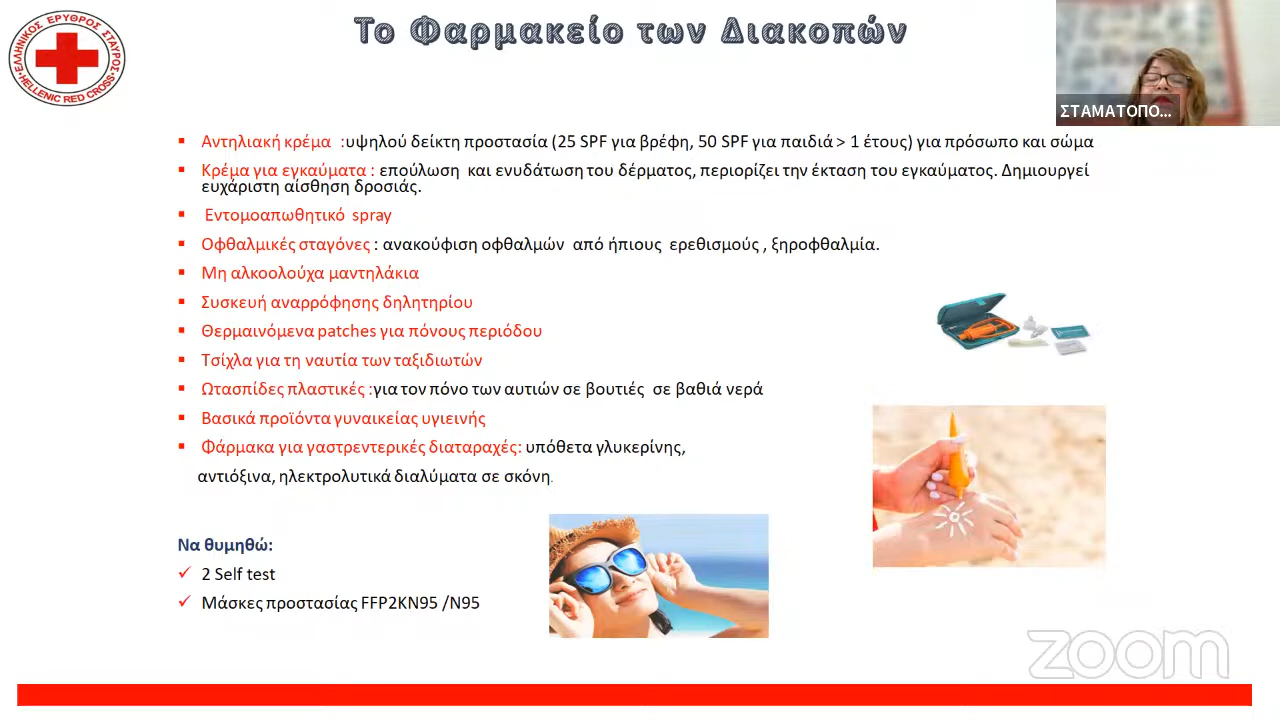 Το Φαρμακείο των Διακοπών
ΕΛΛΗΝΙΚΟΣ ΕΡΥΘΡΟΣ ΣΤΑΥΡΟΣ
HELLENIC RED CROSS
ΣΤΑΜΑΤΟΠΟ...
Αντηλιακή κρέμα :υψηλού δείκτη προστασία (25 SPF για βρέφη, 50 SPF για παιδιά > 1 έτους) για πρόσωπο και σώμα
Κρέμα για εγκαύματα : επούλωση και ενυδάτωση του δέρματος, περιορίζει την έκταση του εγκαύματος. Δημιουργεί
ευχάριστη αίσθηση δροσιάς.
Εντομοαπωθητικό spray
Οφθαλμικές σταγόνες : ανακούφιση οφθαλμών από ήπιους ερεθισμούς , ξηροφθαλμία.
Μη αλκοολούχα μαντηλάκια
Συσκευή αναρρόφησης δηλητηρίου
Θερμαινόμενα patches για πόνους περιόδου
Τσίχλα για τη ναυτία των ταξιδιωτών
Ωτασπίδες πλαστικές :για τον πόνο των αυτιών σε βουτιές σε βαθιά νερά
Βασικά προϊόντα γυναικείας υγιεινής
Φάρμακα για γαστρεντερικές διαταραχές: υπόθετα γλυκερίνης,
αντιόξινα, ηλεκτρολυτικά διαλύματα σε σκόνη.
Να θυμηθώ:
2 Self test
Μάσκες προστασίας FFP2KN95 /N95
zoom